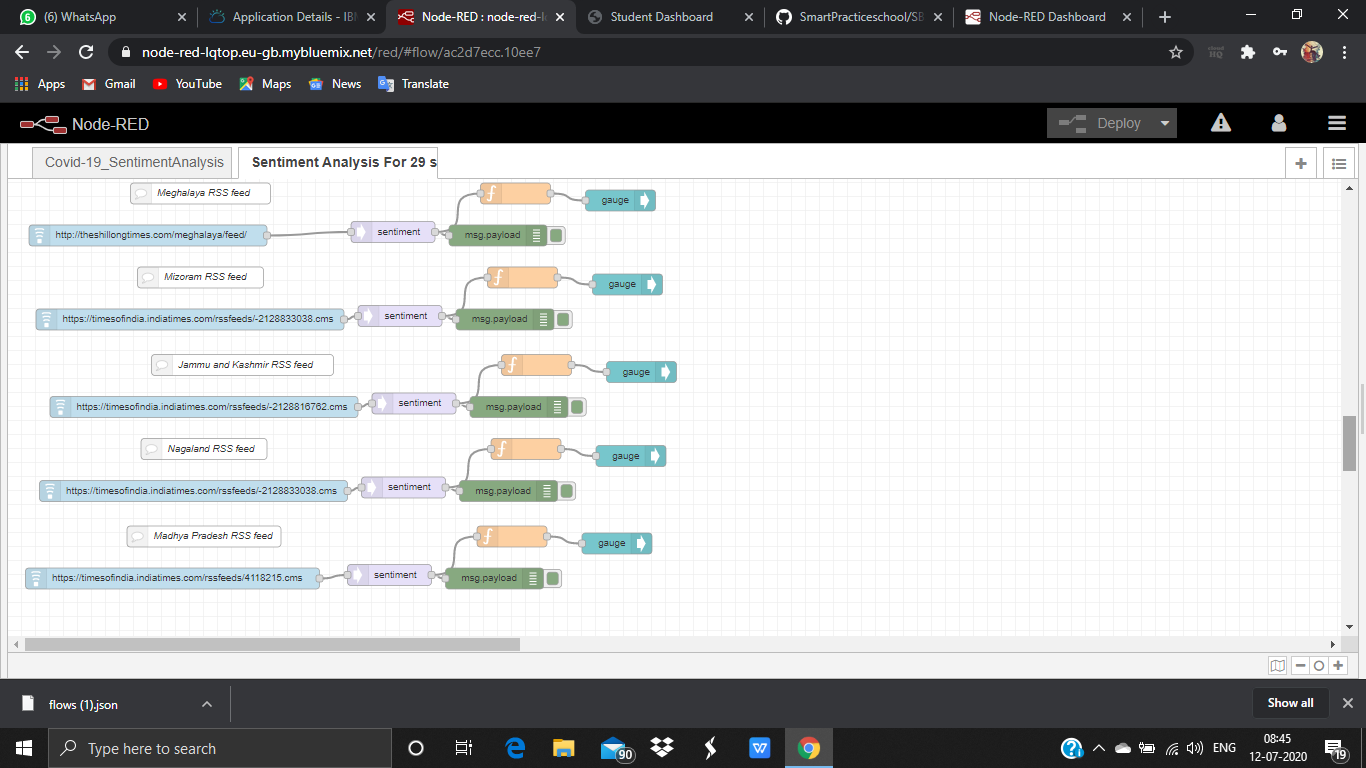 (6) WhatsApp
Application Details - IBM
Node-RED : node-red-l
Student Dashboard
SmartPracticeschool/SB
Node-RED Dashboard
node-red-lqtop.eu-gb.mybluemix.net/red/#flow/ac2d7ecc.10ee7
Apps
Gmail
YouTube
Maps
News
Translate
Node-RED
Deploy
Covid-19_SentimentAnalysis
Sentiment Analysis For 29 s
Meghalaya RSS feed
gauge
http://theshillongtimes.com/meghalaya/feed/
sentiment
msg.payload
Mizoram RSS feed
gauge
https://timesofindia.indiatimes.com/rssfeeds/-2128833038.cms
sentiment
msg.payload
Jammu and Kashmir RSS feed
gauge
https://timesofindia.indiatimes.com/rssfeeds/-2128816762.cms
sentiment
msg.payload
Nagaland RSS feed
gauge
https://timesofindia.indiatimes.com/rssfeeds/-2128833038.cms
sentiment
msg.payload
Madhya Pradesh RSS feed
gauge
https://timesofindia.indiatimes.com/rssfeeds/4118215.cms
sentiment
msg.payload
flows (1).json
Show all
Type here to search
90
ENG
08:45
12-07-2020
19